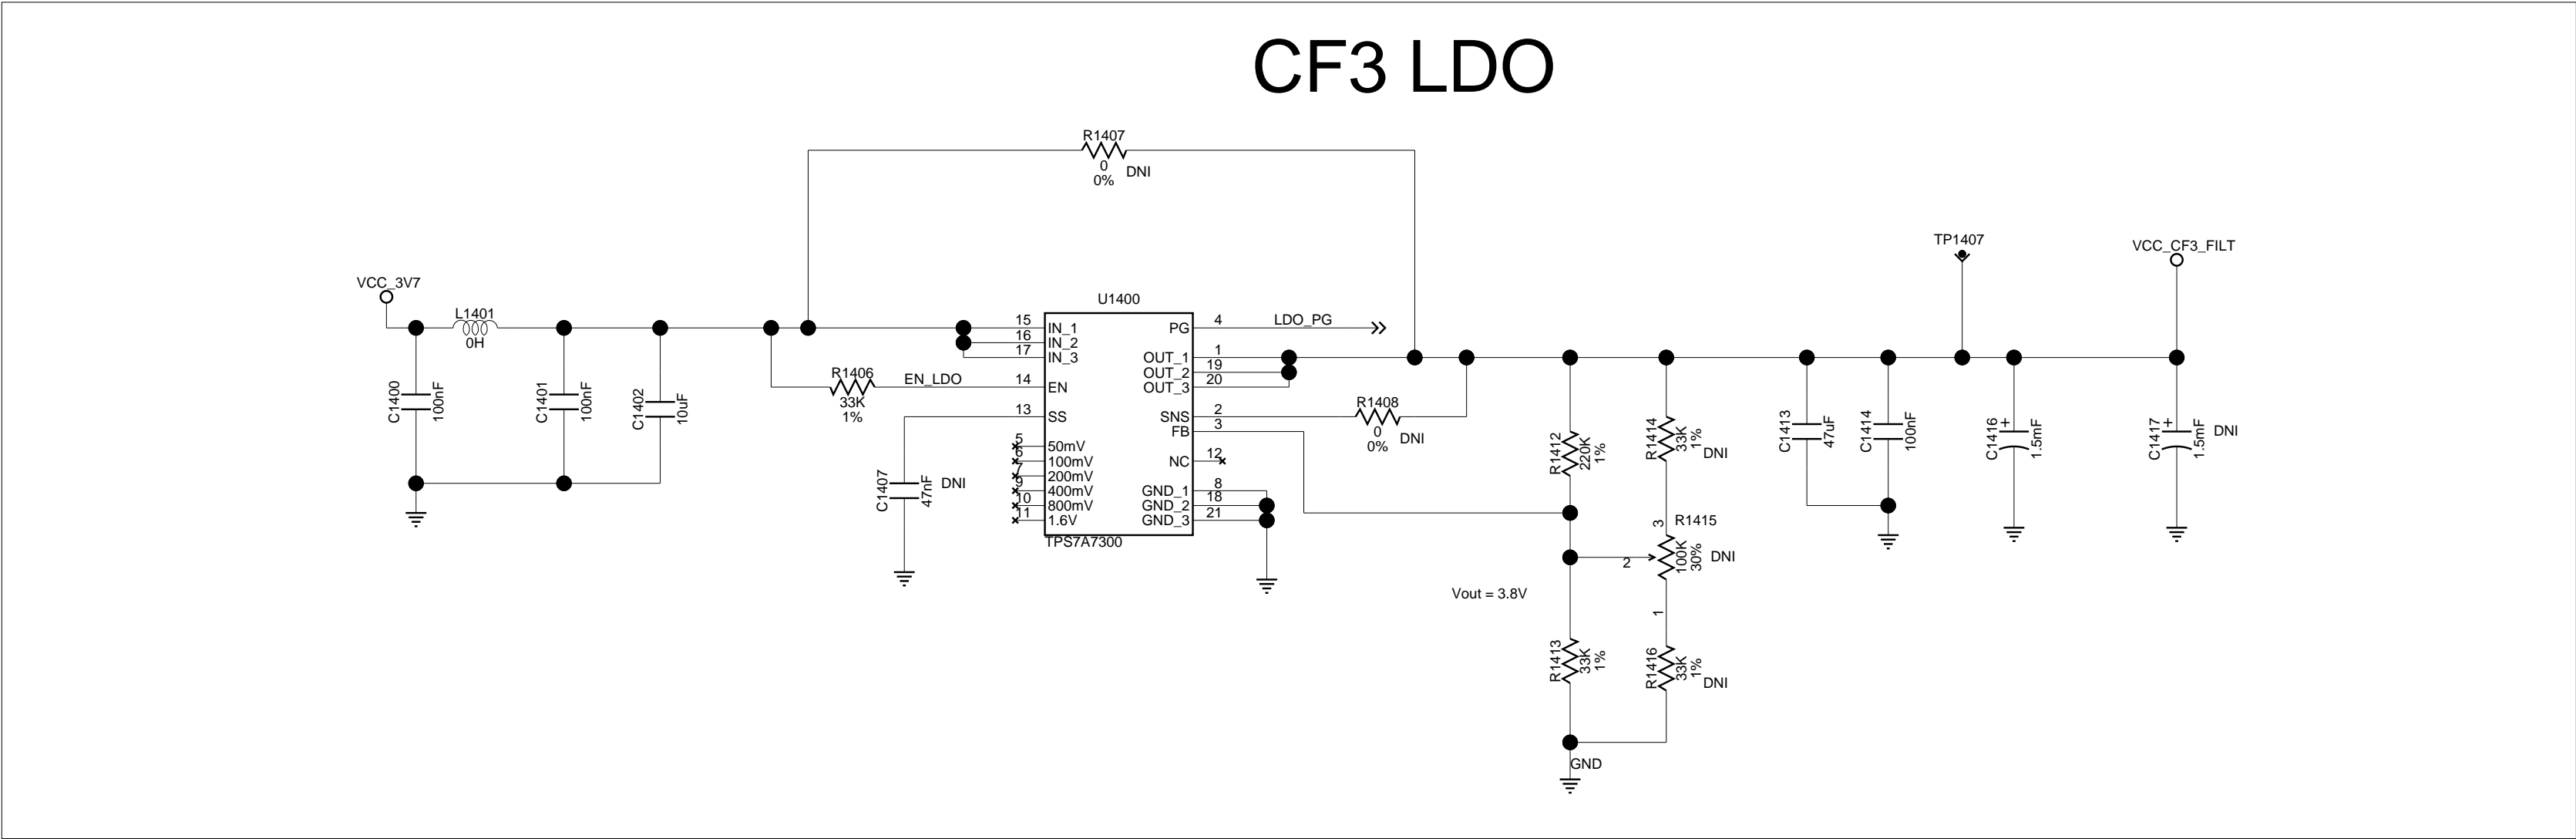 CF3 LDO
R1407
0
0%
DNI
TP1407
VCC_CF3_FILT
VCC_3V7
L1401
0H
U1400
15
IN_1
16
IN_2
17
IN_3
14
EN
13
SS
5
50mV
6
100mV
7
200mV
9
400mV
10
800mV
11
1.6V
PG
4
LDO_PG
OUT_1
1
OUT_2
19
OUT_3
20
SNS
2
FB
3
NC
12
GND_1
8
GND_2
18
GND_3
21
TPS7A7300
R1406
33K
1%
EN_LDO
C1400
100nF
C1401
100nF
C1402
10uF
C1407
47nF
DNI
R1408
0
0%
DNI
R1412
220K
1%
R1414
33K
1%
DNI
C1413
47uF
C1414
100nF
C1416
+
1.5mF
C1417
+
1.5mF
DNI
3
R1415
100K
30%
DNI
2
1
Vout = 3.8V
R1413
33K
1%
R1416
33K
1%
DNI
GND